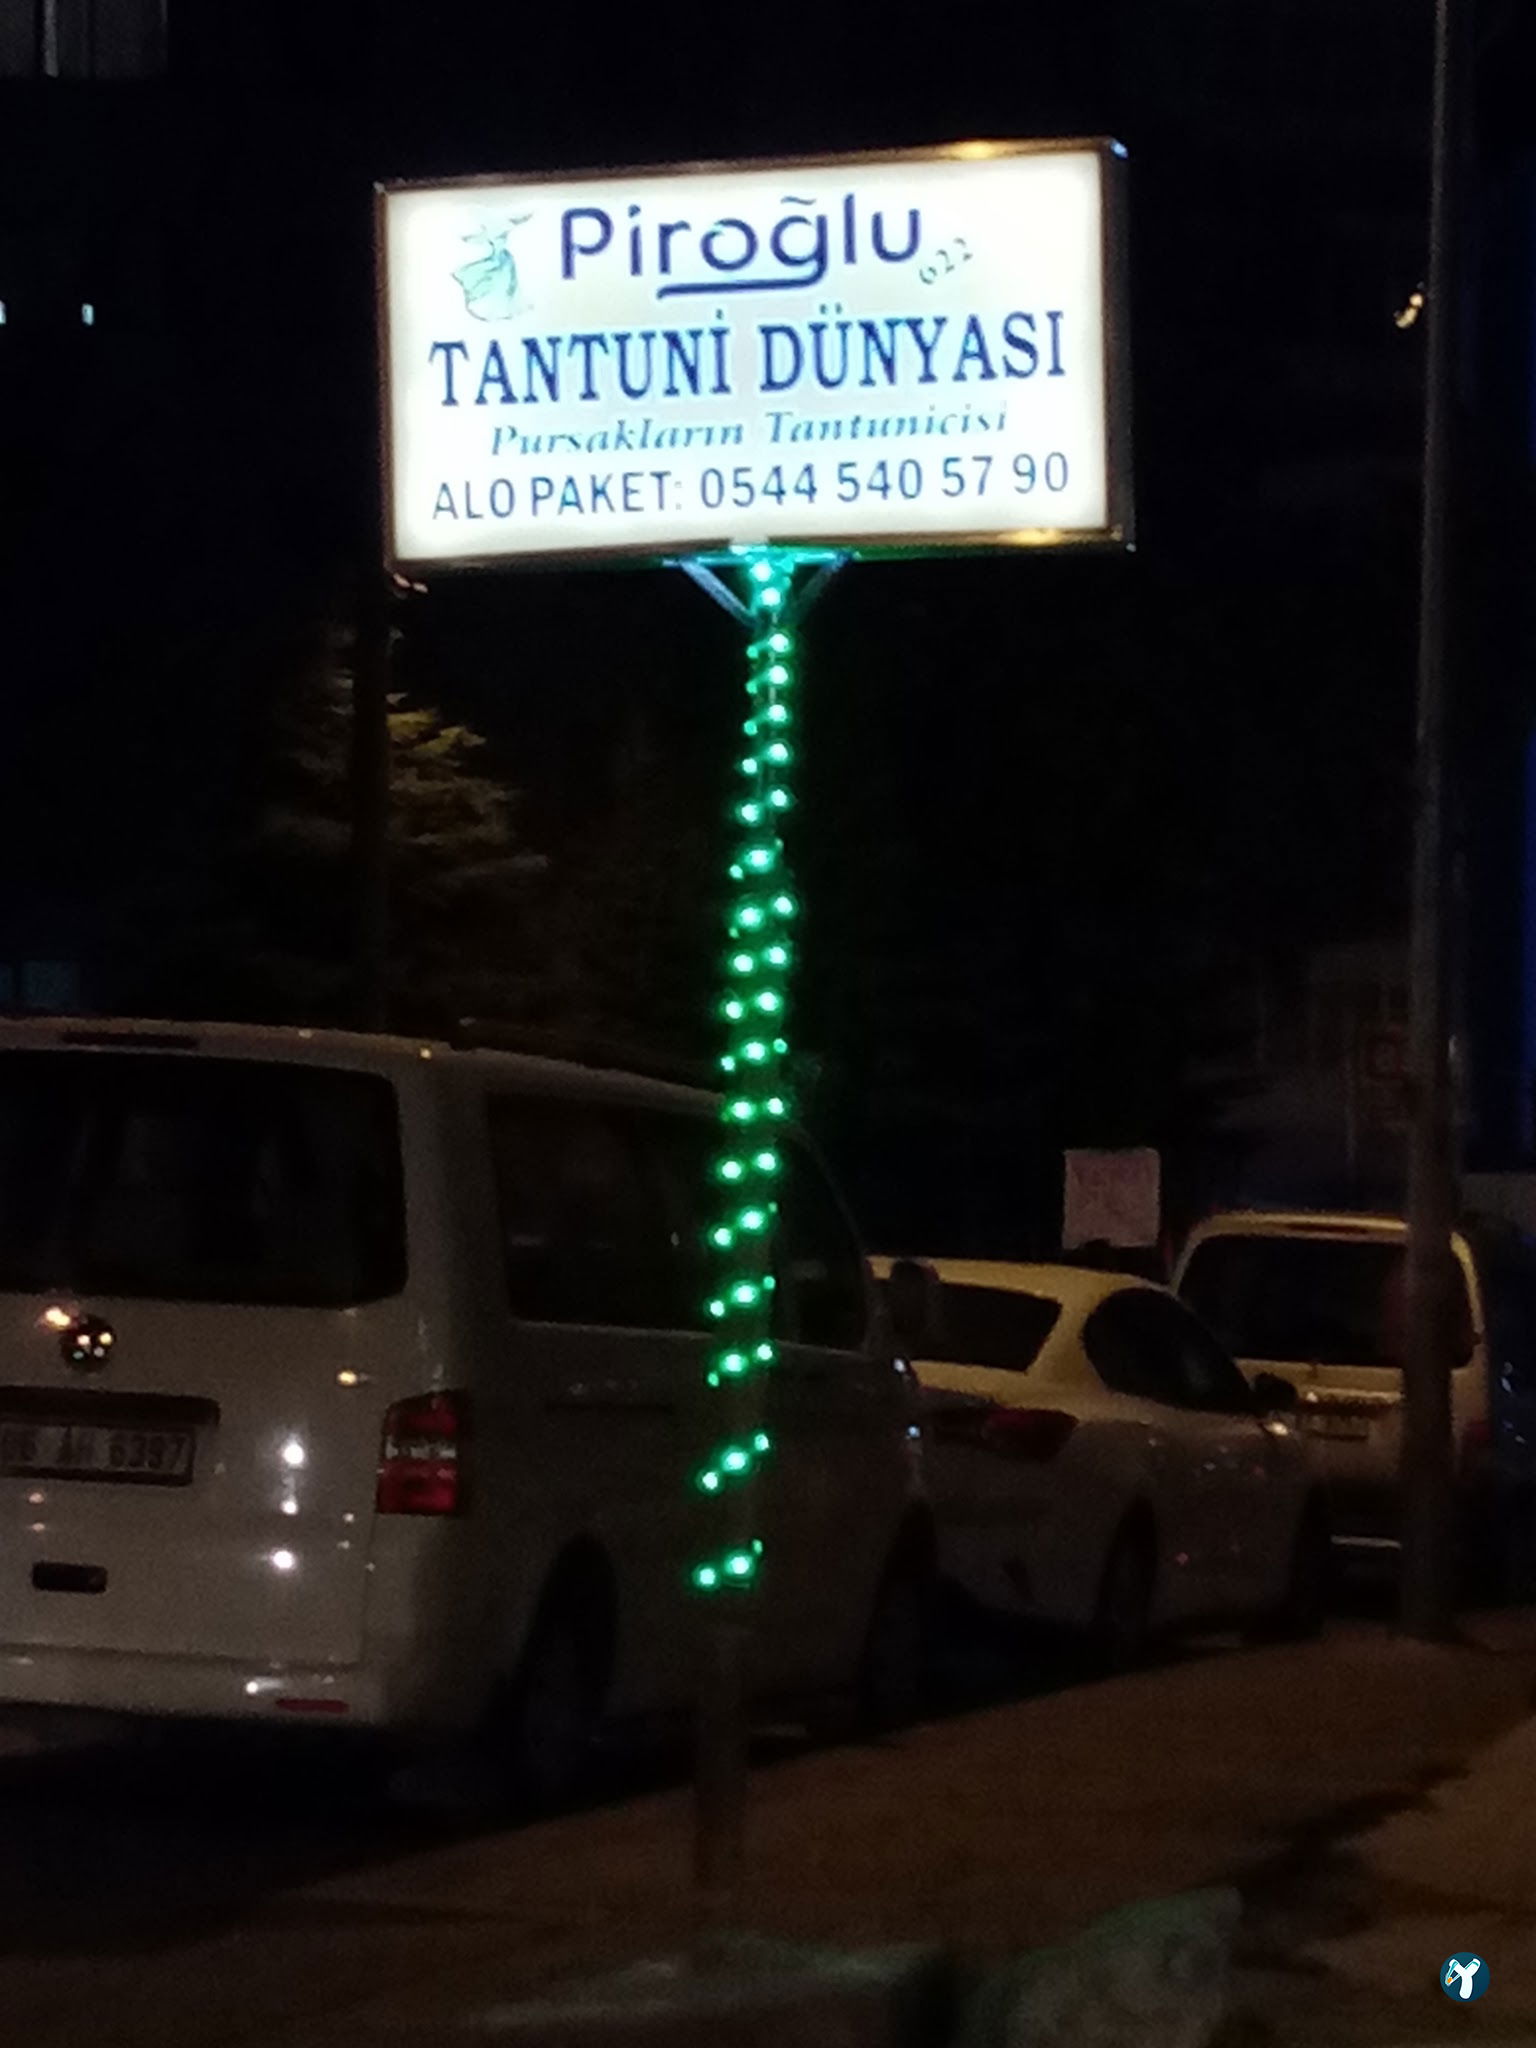 Piroğlu
622
TANTUNİ DÜNYASI
Pursakların Tantunicisi
ALO PAKET: 0544 540 57 90